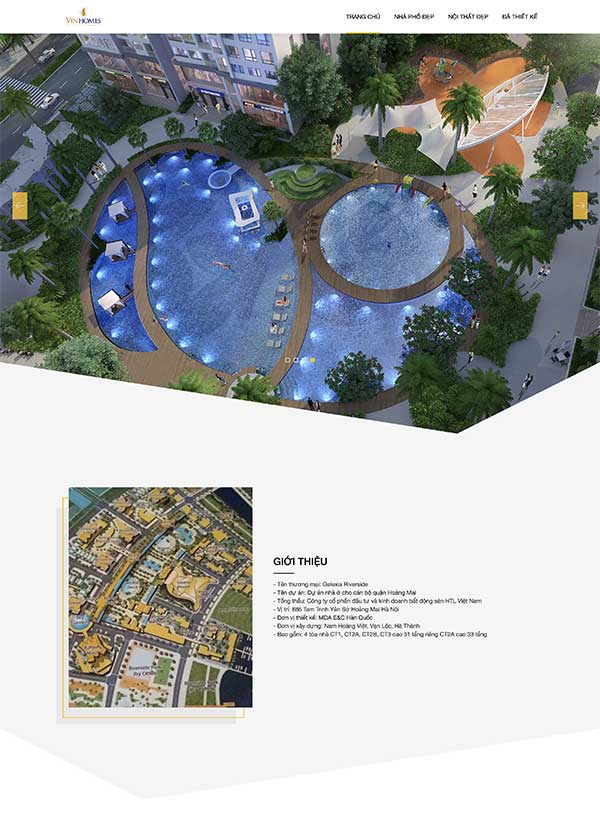 VINHOMES
TRANG CHỦ NHÀ PHỐ ĐẸP NỘI THẤT ĐẸP ĐÃ THIẾT KẾ
GIỚI THIỆU
- Tên thương mại: Gelexia Riverside
- Tên dự án: Dự án nhà ở cho cán bộ quận Hoàng Mai
- Tổng thầu: Công ty cổ phần đầu tư và kinh doanh bất động sản HTL Việt Nam
- Vị trí: 885 Tam Trinh Yên Sở Hoàng Mai Hà Nội
- Đơn vị thiết kế: MDA E&C Hàn Quốc
- Đơn vị xây dựng: Nam Hoàng Việt, Vạn Lộc, Hà Thành
- Bao gồm: 4 tòa nhà CT1, CT2A, CT2B, CT3 cao 31 tầng riêng CT2A cao 33 tầng
Riverside